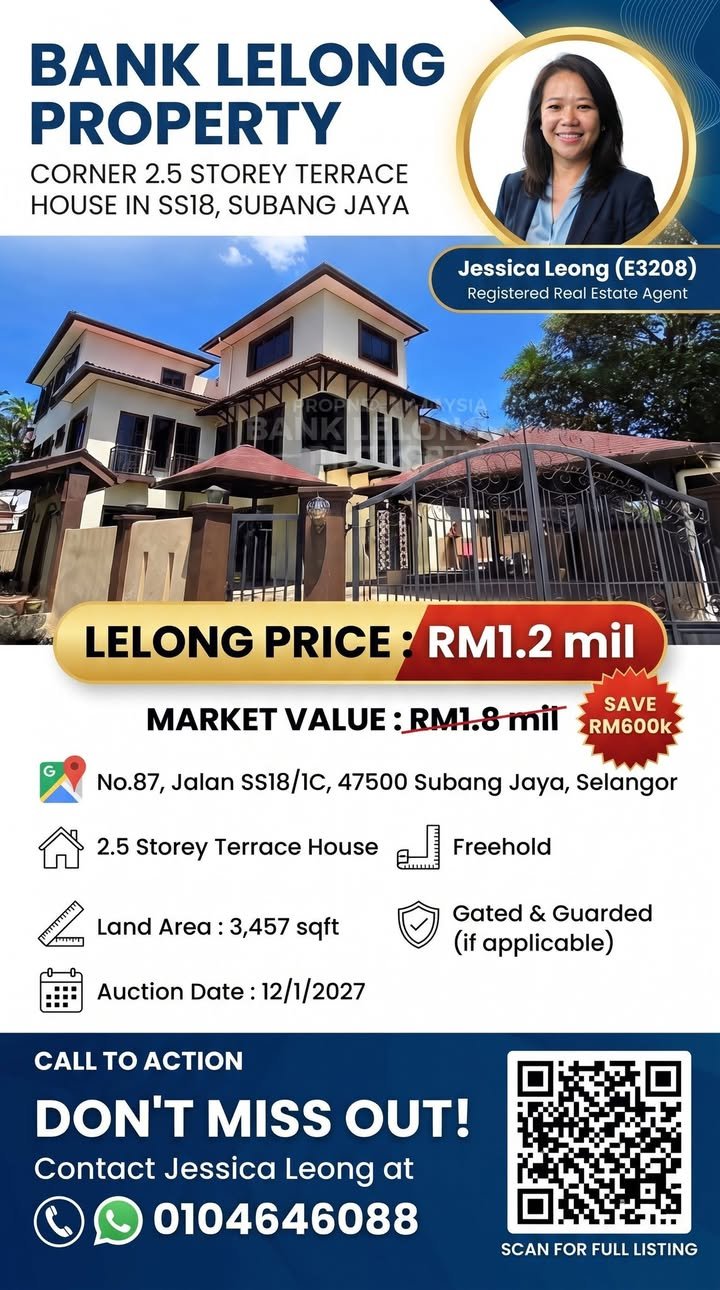 BANK LELONG
PROPERTY
CORNER 2.5 STOREY TERRACE
HOUSE IN SS18, SUBANG JAYA
Jessica Leong (E3208)
Registered Real Estate Agent
BANK LELONG
LELONG PRICE : RM1.2 mil
MARKET VALUE : RM1.8 mil
SAVE
RM600k
G
No.87, Jalan SS18/1C, 47500 Subang Jaya, Selangor
2.5 Storey Terrace House
Freehold
Land Area : 3,457 sqft
Gated & Guarded
(if applicable)
Auction Date : 12/1/2027
CALL TO ACTION
DON'T MISS OUT!
Contact Jessica Leong at
0104646088
SCAN FOR FULL LISTING